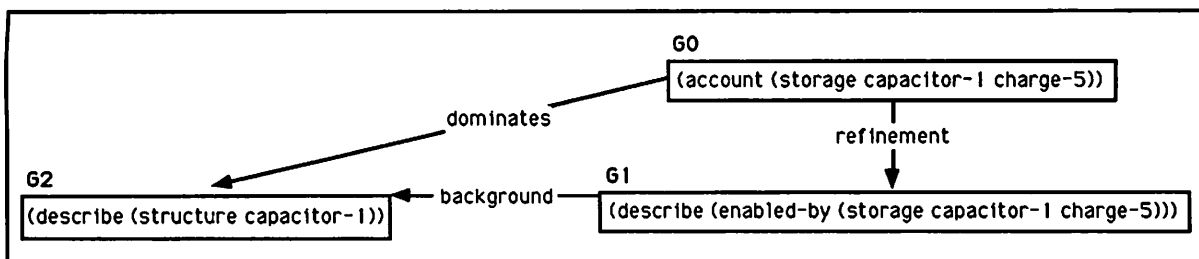 G0
(account (storage capacitor-1 charge-5))
dominates
refinement
G2
G1
background
(describe (structure capacitor-1))
(describe (enabled-by (storage capacitor-1 charge-5)))